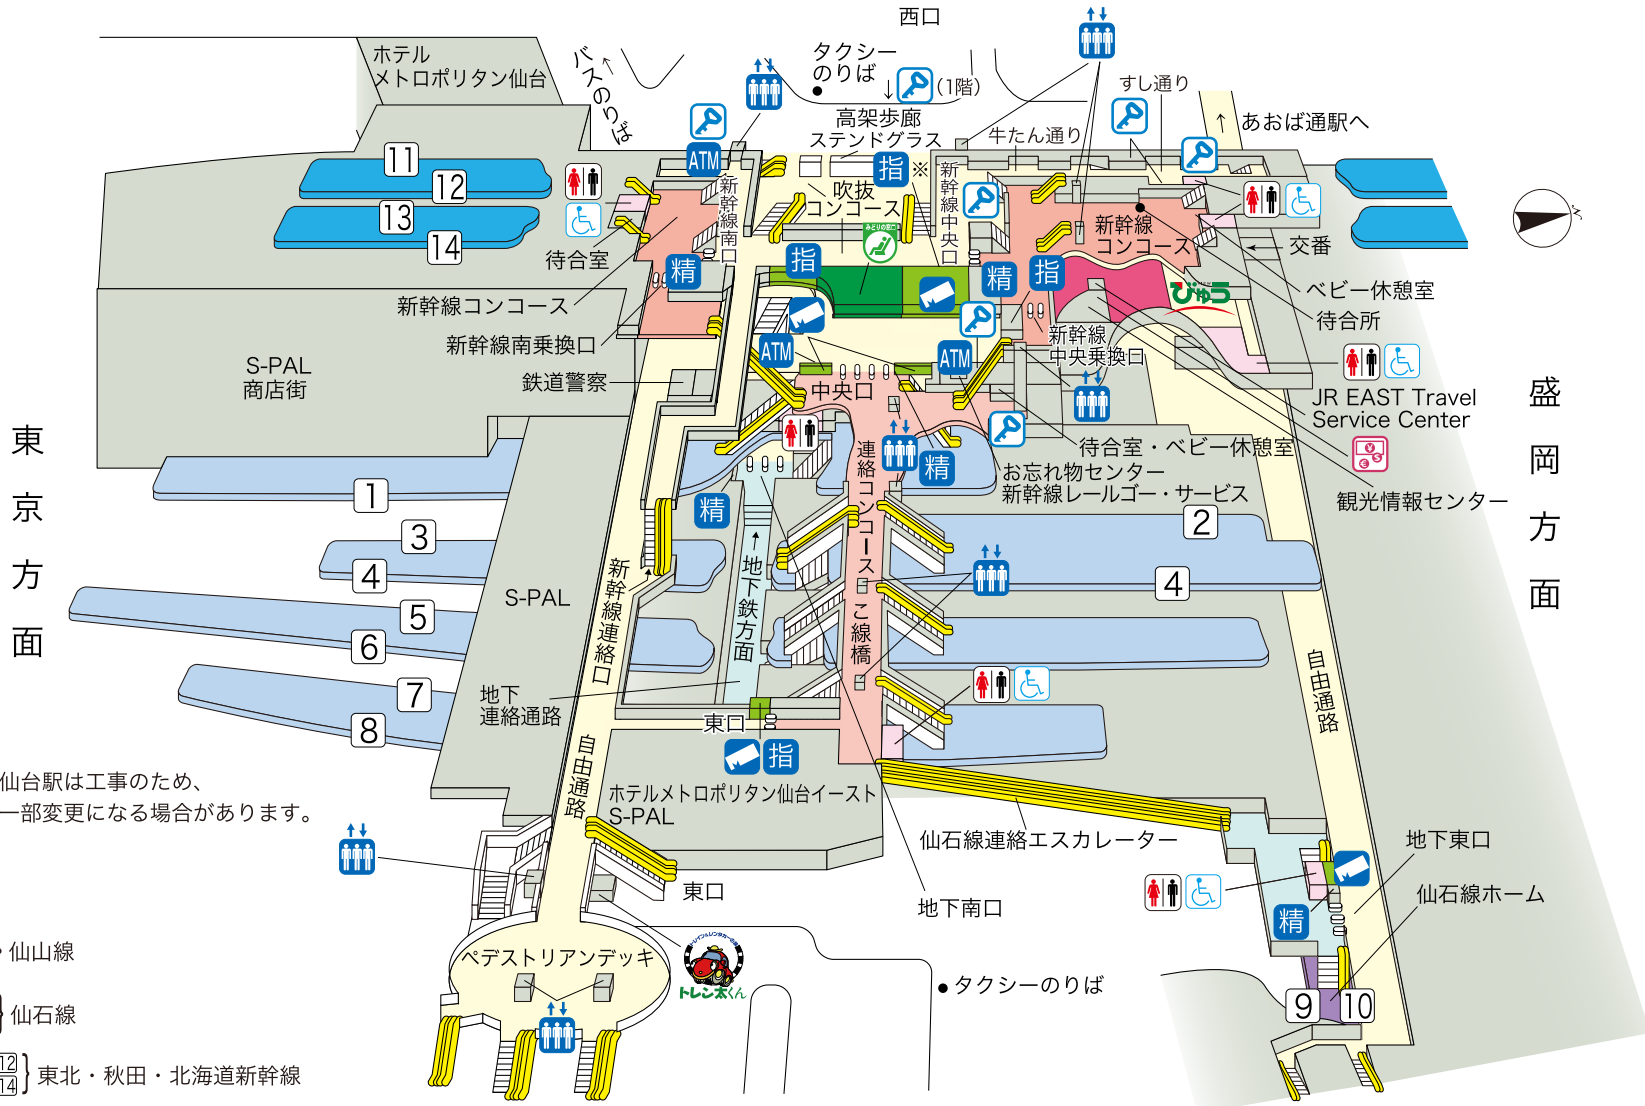 西口
ホテル
メトロポリタン仙台
バスのりば
タクシー
のりば
(1階)
高架歩廊
ステンドグラス
すし通り
牛たん通り
あおば通駅へ
11
12
13
14
ATM
指
※
新幹線南口
吹抜
コンコース
みどりの窓口
新幹線中央口
新幹線
コンコース
交番
待合室
精
指
精
指
びゅう
ベビー休憩室
待合所
新幹線コンコース
新幹線南乗換口
新幹線
中央乗換口
ATM
ATM
S-PAL
商店街
鉄道警察
中央口
JR EAST Travel
Service Center
東京方面
盛岡方面
待合室・ベビー休憩室
お忘れ物センター
新幹線レールゴー・サービス
観光情報センター
連絡コンコース
精
精
1
2
3
4
4
5
6
7
8
S-PAL
新幹線連絡口
地下鉄方面
こ線橋
地下
連絡通路
東口
指
自由通路
自由通路
仙台駅は工事のため、
一部変更になる場合があります。
ホテルメトロポリタン仙台イースト
S-PAL
仙石線連絡エスカレーター
地下東口
仙石線ホーム
東口
地下南口
精
・仙山線
ペデストリアンデッキ
トレン太くん
タクシーのりば
9
10
仙石線
12
14
東北・秋田・北海道新幹線